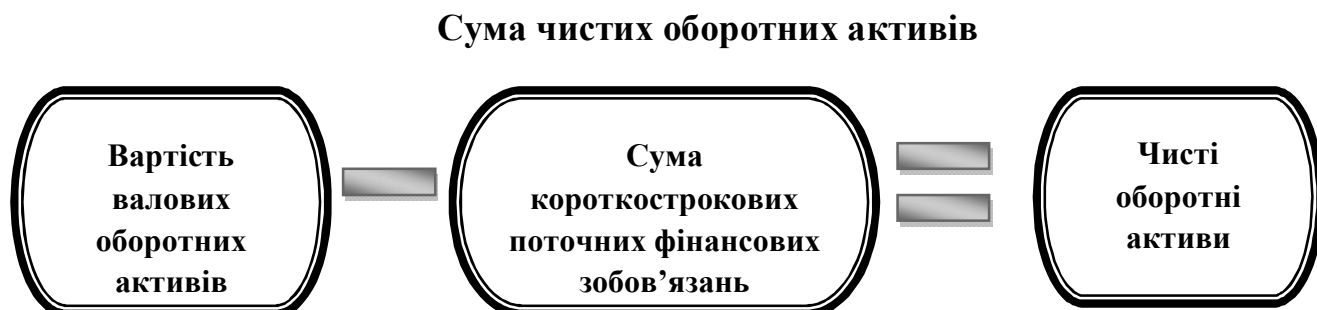 Сума чистих оборотних активів
Вартість
валових
оборотних
активів
Сума
короткострокових
поточних фінансових
зобов’язань
Чисті
оборотні
активи